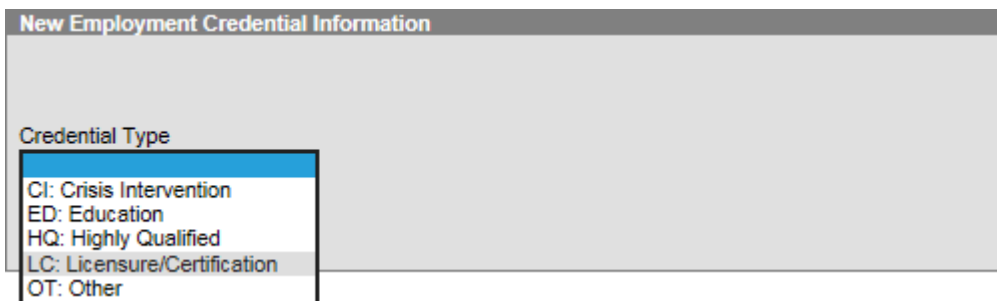 New Employment Credential Information
Credential Type
CI: Crisis Intervention
ED: Education
HQ: Highly Qualified
LC: Licensure/Certification
OT: Other